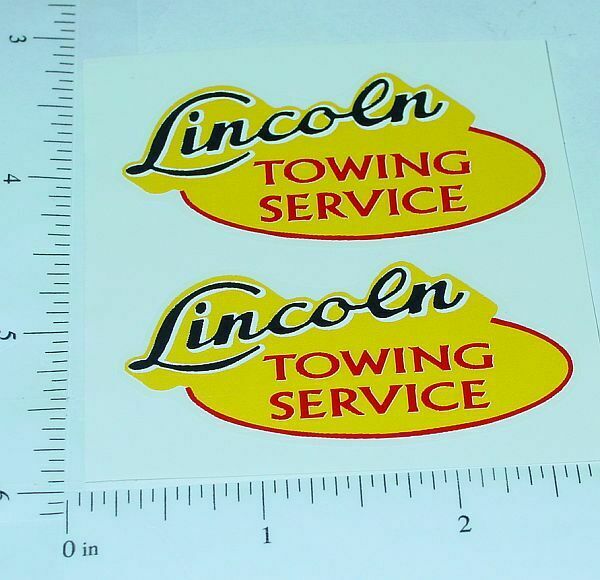 Lincoln
TOWING
SERVICE
Lincoln
TOWING
SERVICE
3
4
5
6
0 in
1
2